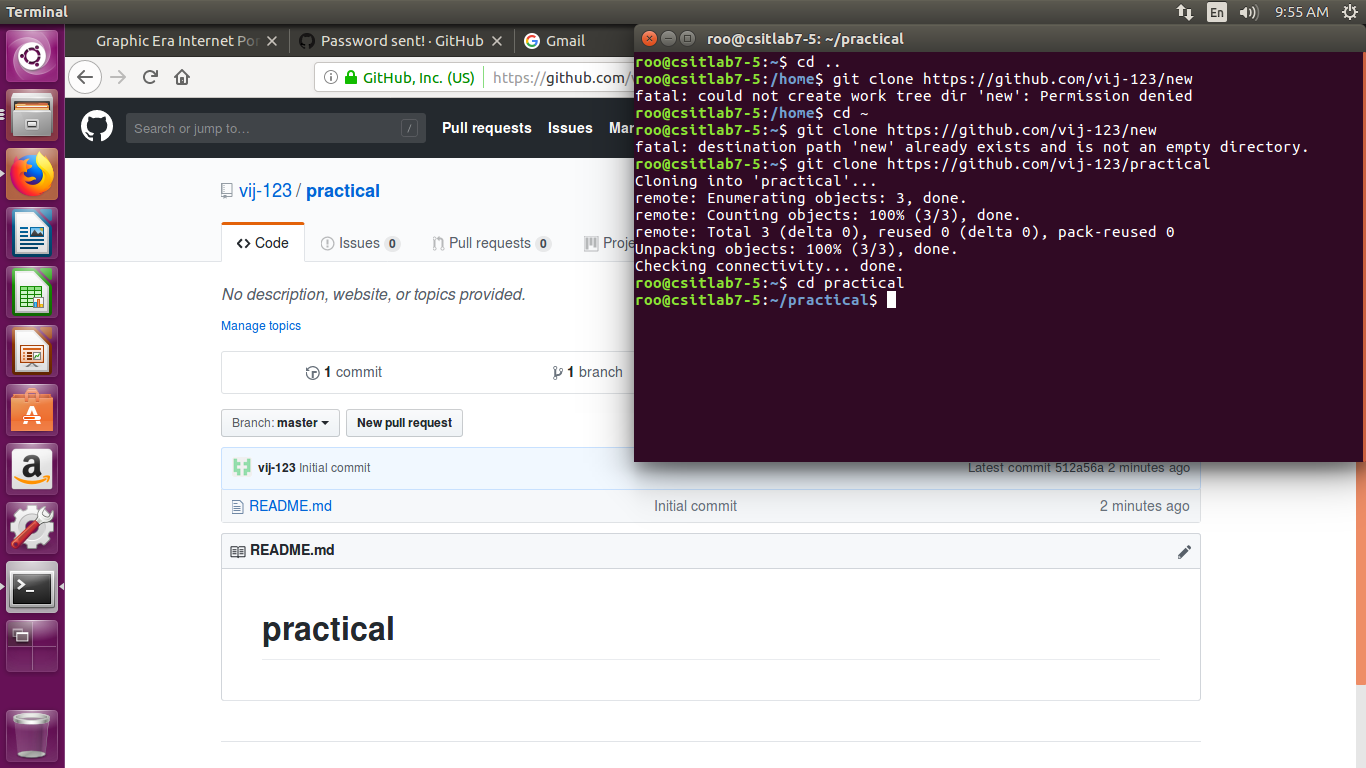 Terminal
En
9:55 AM
Graphic Era Internet Por
Password sent! · GitHub
Gmail
GitHub, Inc. (US)
https://github.com/v
Search or jump to…
/
Pull requests
Issues
Ma
vij-123 / practical
Code
Issues 0
Pull requests 0
Proje
No description, website, or topics provided.
Manage topics
1 commit
1 branch
Branch: master
New pull request
vij-123 Initial commit
Latest commit 512a56a 2 minutes ago
README.md
Initial commit
2 minutes ago
README.md
practical
roo@csitlab7-5: ~/practical
roo@csitlab7-5:~$ cd ..
roo@csitlab7-5:/home$ git clone https://github.com/vij-123/new
fatal: could not create work tree dir 'new': Permission denied
roo@csitlab7-5:/home$ cd ~
roo@csitlab7-5:~$ git clone https://github.com/vij-123/new
fatal: destination path 'new' already exists and is not an empty directory.
roo@csitlab7-5:~$ git clone https://github.com/vij-123/practical
Cloning into 'practical'...
remote: Enumerating objects: 3, done.
remote: Counting objects: 100% (3/3), done.
remote: Total 3 (delta 0), reused 0 (delta 0), pack-reused 0
Unpacking objects: 100% (3/3), done.
Checking connectivity... done.
roo@csitlab7-5:~$ cd practical
roo@csitlab7-5:~/practical$